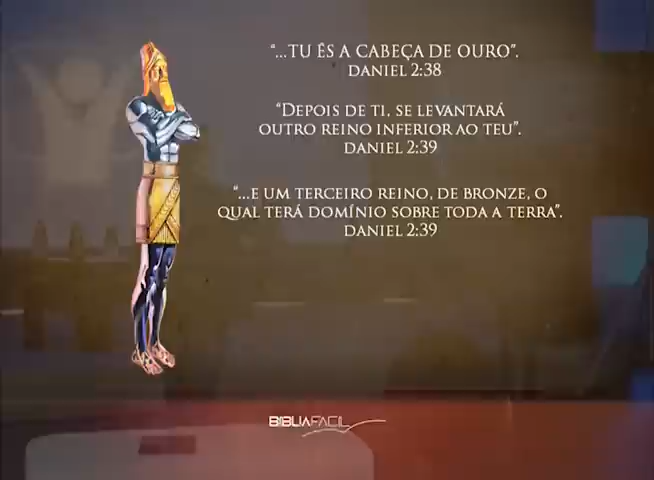 “...TU ÉS A CABEÇA DE OURO”.
DANIEL 2:38
“DEPOIS DE TI, SE LEVANTARÁ
OUTRO REINO INFERIOR AO TEU”.
DANIEL 2:39
“...E UM TERCEIRO REINO, DE BRONZE, O
QUAL TERÁ DOMÍNIO SOBRE TODA A TERRA”.
DANIEL 2:39
BIBLIAFACIL